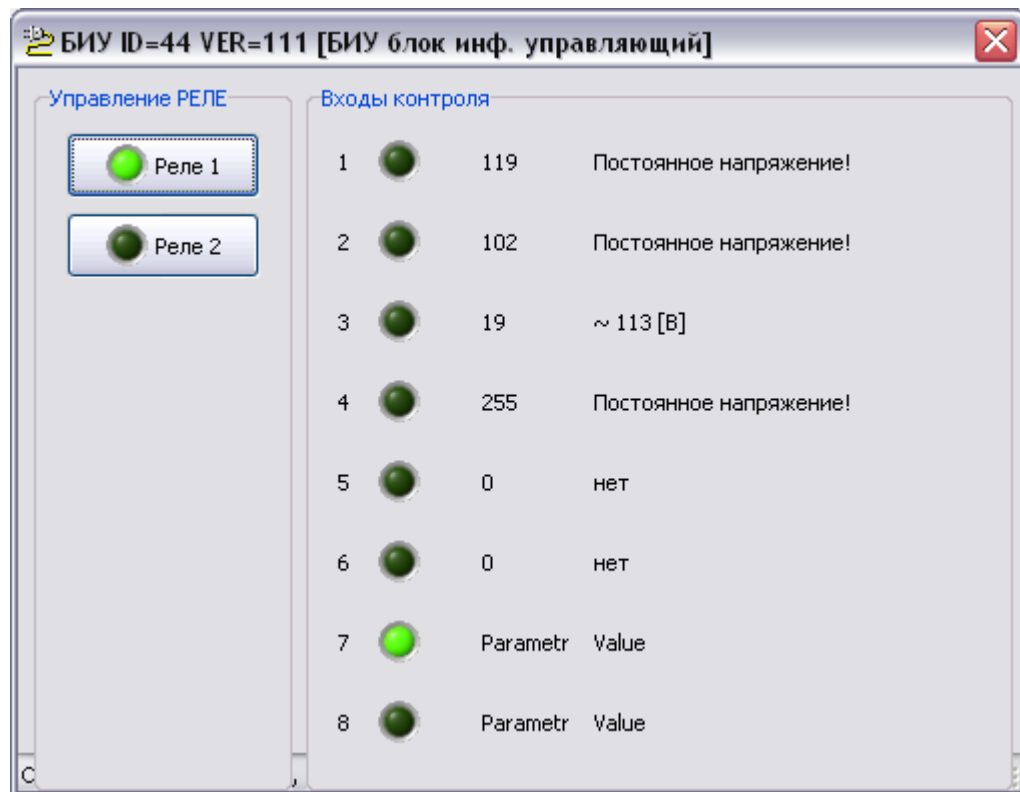 БИУ ID=44 VER=111 [БИУ блок инф. управляющий]
Управление РЕЛЕ
Реле 1
Реле 2
Входы контроля
1 119 Постоянное напряжение!
2 102 Постоянное напряжение!
3 19 ~ 113 [В]
4 255 Постоянное напряжение!
5 0 нет
6 0 нет
7 Parametr Value
8 Parametr Value